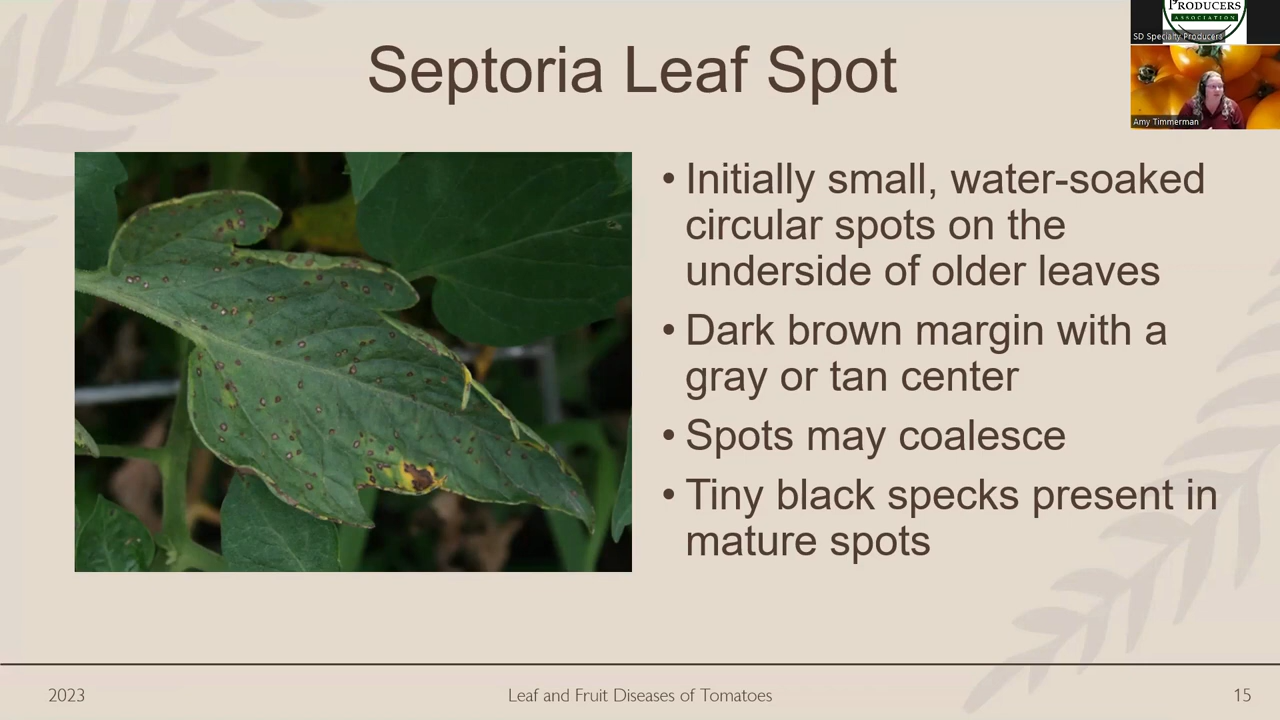 PRODUCERS
ASSOCIATION
SD Specialty Producers
Amy Timmerman
Septoria Leaf Spot
• Initially small, water-soaked
circular spots on the
underside of older leaves
• Dark brown margin with a
gray or tan center
• Spots may coalesce
• Tiny black specks present in
mature spots
2023
Leaf and Fruit Diseases of Tomatoes
15